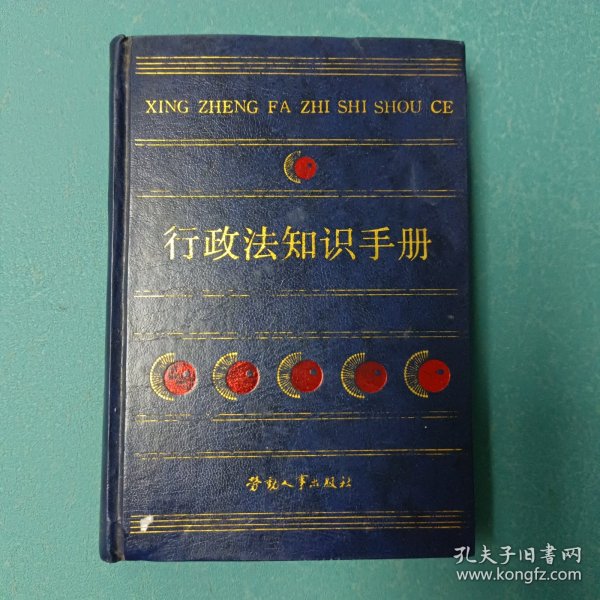 XING ZHENG FA ZHI SHI SHOU CE
行政法知识手册
劳动人事出版社
孔夫子旧書网
www.kongfz.com